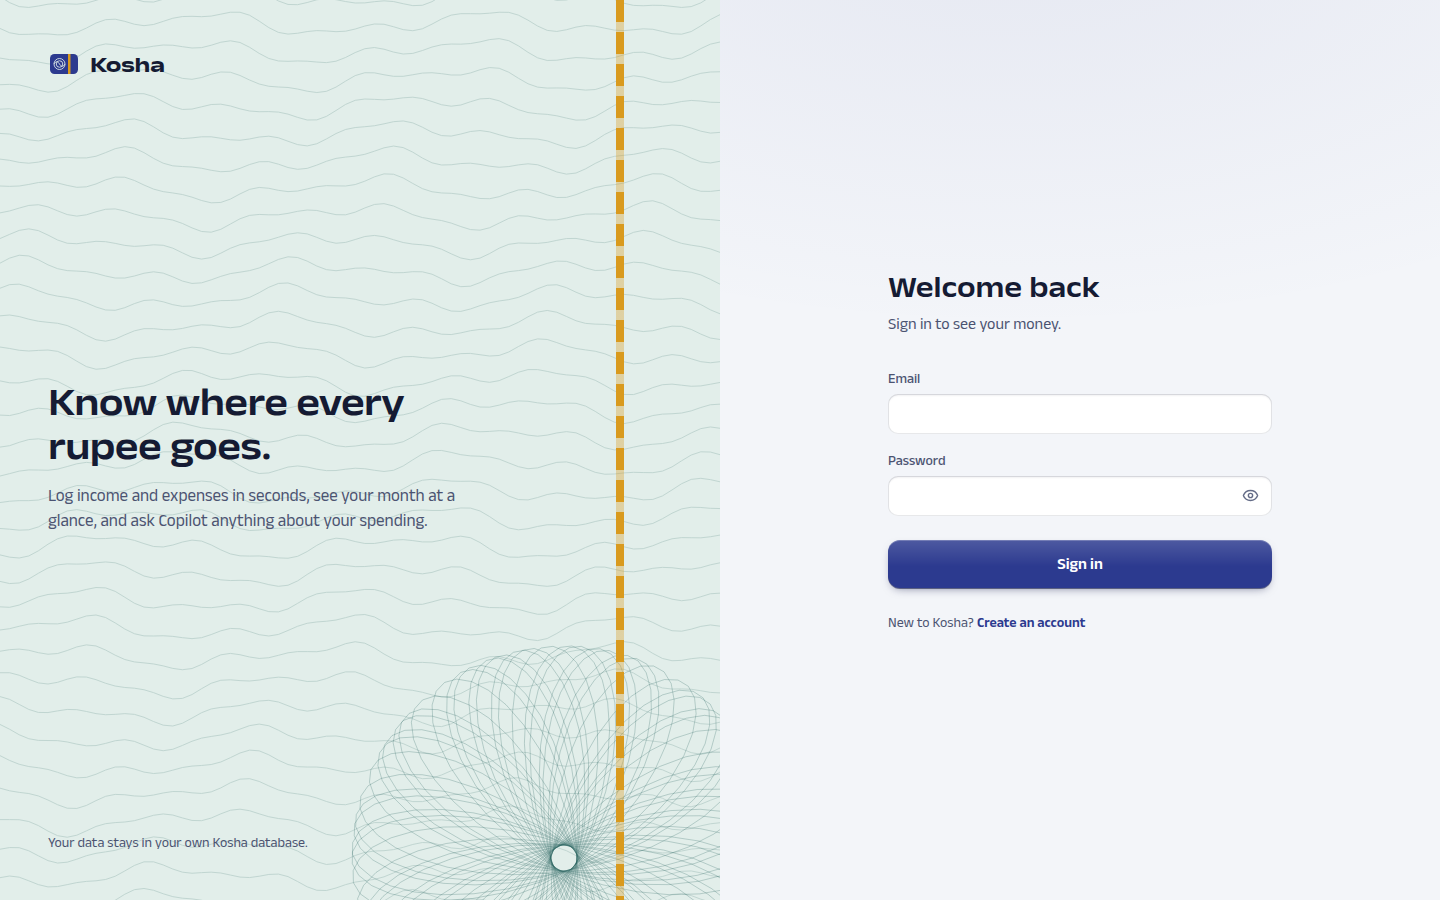 Kosha
Know where every
rupee goes.
Log income and expenses in seconds, see your month at a
glance, and ask Copilot anything about your spending.
Your data stays in your own Kosha database.
Welcome back
Sign in to see your money.
Email
Password
Sign in
New to Kosha? Create an account